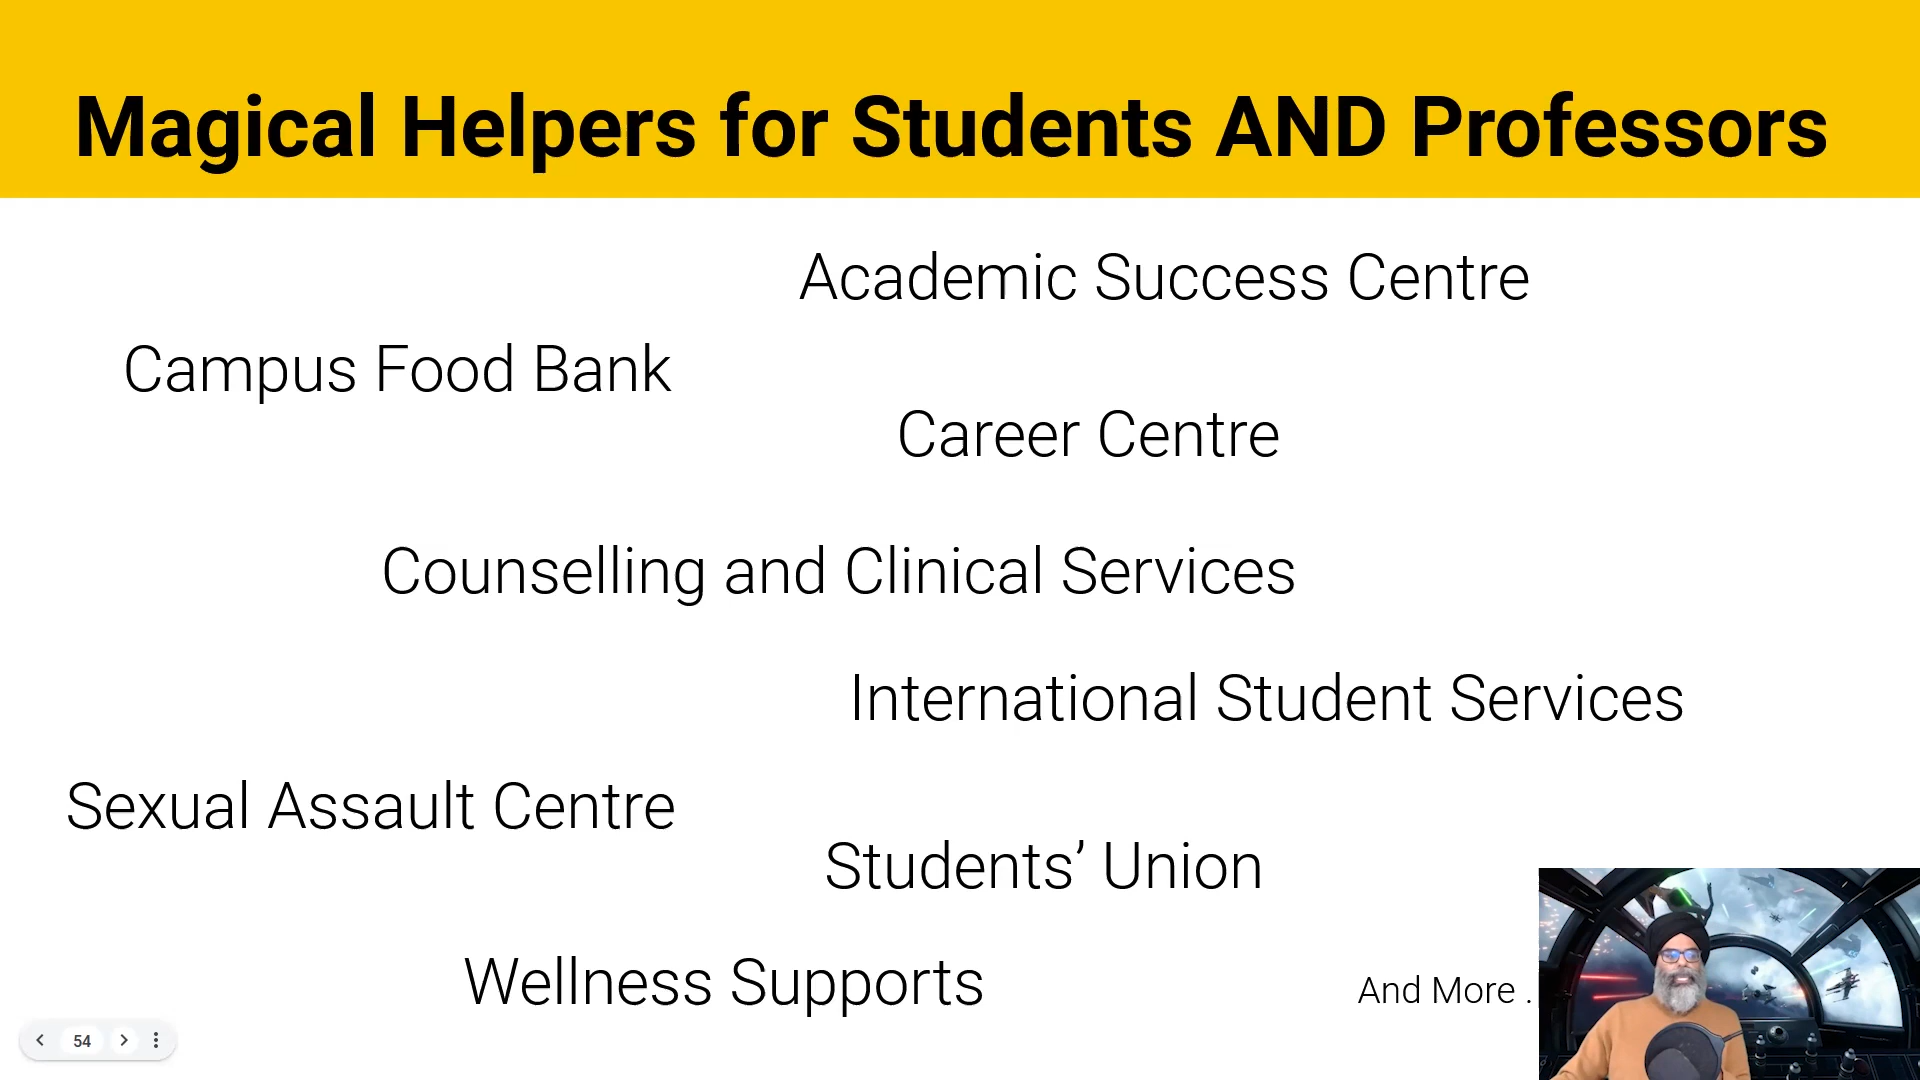 Magical Helpers for Students AND Professors
Academic Success Centre
Campus Food Bank
Career Centre
Counselling and Clinical Services
International Student Services
Sexual Assault Centre
Students’ Union
Wellness Supports
And More .
54